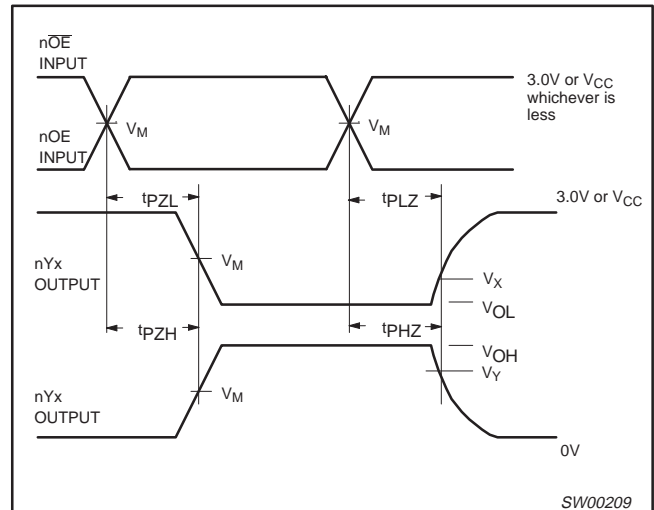 nOE
INPUT
3.0V or VCC
whichever is
less
VM
VM
nOE
INPUT
tPZL
tPLZ
3.0V or VCC
nYx
OUTPUT
VM
VX
VOL
tPZH
tPHZ
VOH
VY
nYx
OUTPUT
VM
0V
SW00209